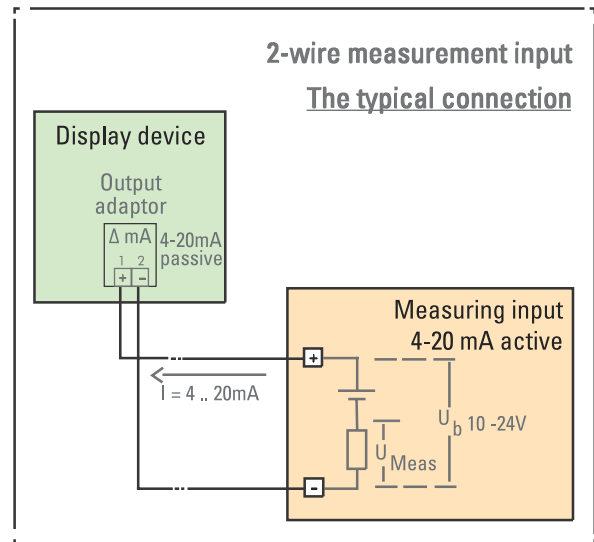 2-wire measurement input
The typical connection
Display device
Output
adaptor
Δ mA
4-20mA
passive
1 2
+ -
Measuring input
4-20 mA active
+
I = 4 .. 20mA
U b 10 -24V
U Meas
-